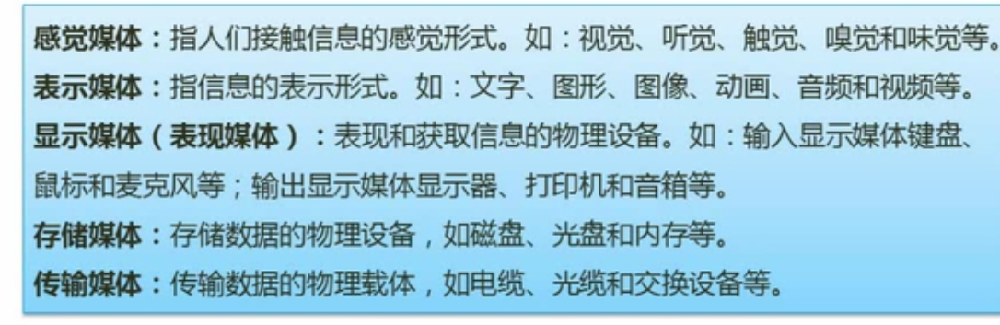 感觉媒体：指人们接触信息的感觉形式。如：视觉、听觉、触觉、嗅觉和味觉等。
表示媒体：指信息的表示形式。如：文字、图形、图像、动画、音频和视频等。
显示媒体（表现媒体）：表现和获取信息的物理设备。如：输入显示媒体键盘、
鼠标和麦克风等；输出显示媒体显示器、打印机和音箱等。
存储媒体：存储数据的物理设备，如磁盘、光盘和内存等。
传输媒体：传输数据的物理载体，如电缆、光缆和交换设备等。